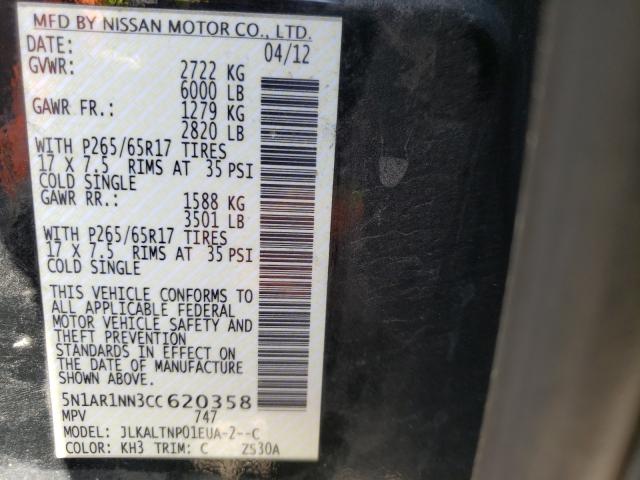 MFD BY NISSAN MOTOR CO., LTD.
DATE: 04/12
GVWR: 2722 KG
6000 LB
GAWR FR.: 1279 KG
2820 LB
WITH P265/65R17 TIRES
17 X 7.5 RIMS AT 35 PSI
COLD SINGLE
GAWR RR.: 1588 KG
3501 LB
WITH P265/65R17 TIRES
17 X 7.5 RIMS AT 35 PSI
COLD SINGLE
THIS VEHICLE CONFORMS TO
ALL APPLICABLE FEDERAL
MOTOR VEHICLE SAFETY AND
THEFT PREVENTION
STANDARDS IN EFFECT ON
THE DATE OF MANUFACTURE
SHOWN ABOVE.
5N1AR1NN3CC620358
MPV 747
MODEL: JLKALTNP01EUA-2--C
COLOR: KH3 TRIM: C ZS30A